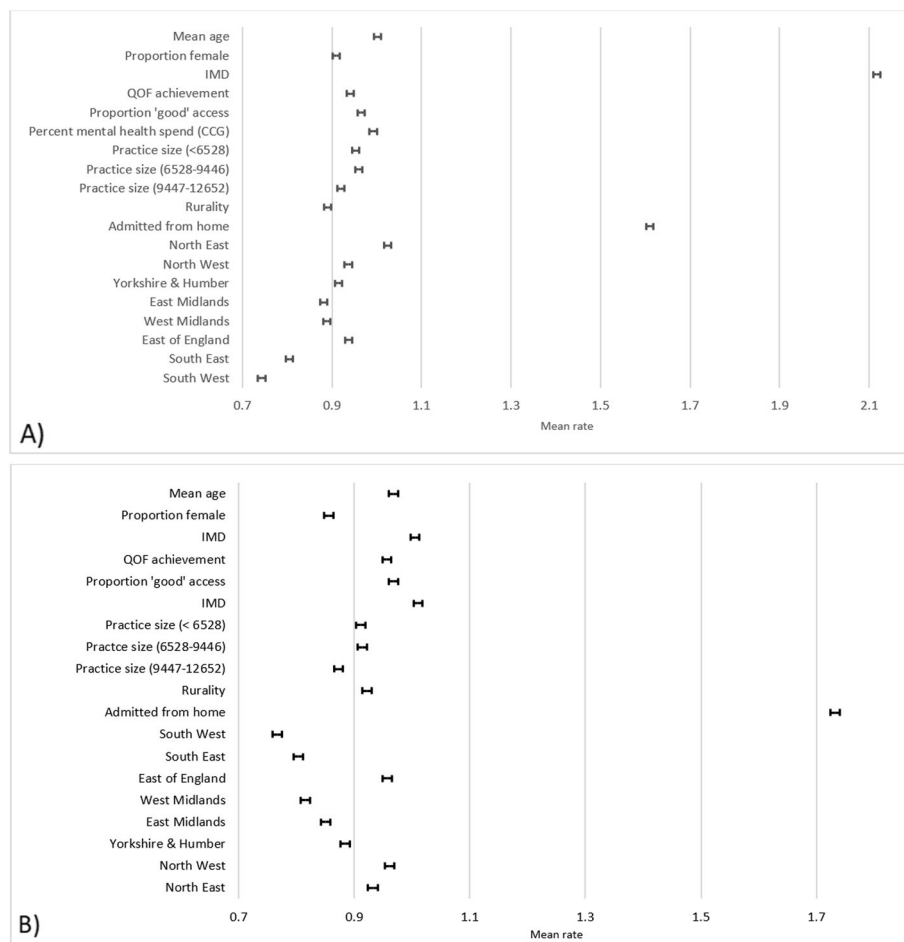 Mean age
Proportion female
IMD
QOF achievement
Proportion 'good' access
Percent mental health spend (CCG)
Practice size (<6528)
Practice size (6528-9446)
Practice size (9447-12652)
Rurality
Admitted from home
North East
North West
Yorkshire & Humber
East Midlands
West Midlands
East of England
South East
South West
0.7 0.9 1.1 1.3 1.5 1.7 1.9 2.1
Mean rate
A)
Mean age
Proportion female
IMD
QOF achievement
Proportion 'good' access
IMD
Practice size (< 6528)
Practce size (6528-9446)
Practice size (9447-12652)
Rurality
Admitted from home
South West
South East
East of England
West Midlands
East Midlands
Yorkshire & Humber
North West
North East
0.7 0.9 1.1 1.3 1.5 1.7
Mean rate
B)